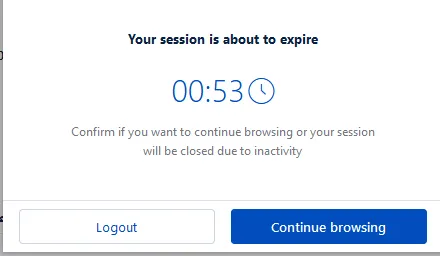 Your session is about to expire
00:53
Confirm if you want to continue browsing or your session
will be closed due to inactivity
Logout
Continue browsing